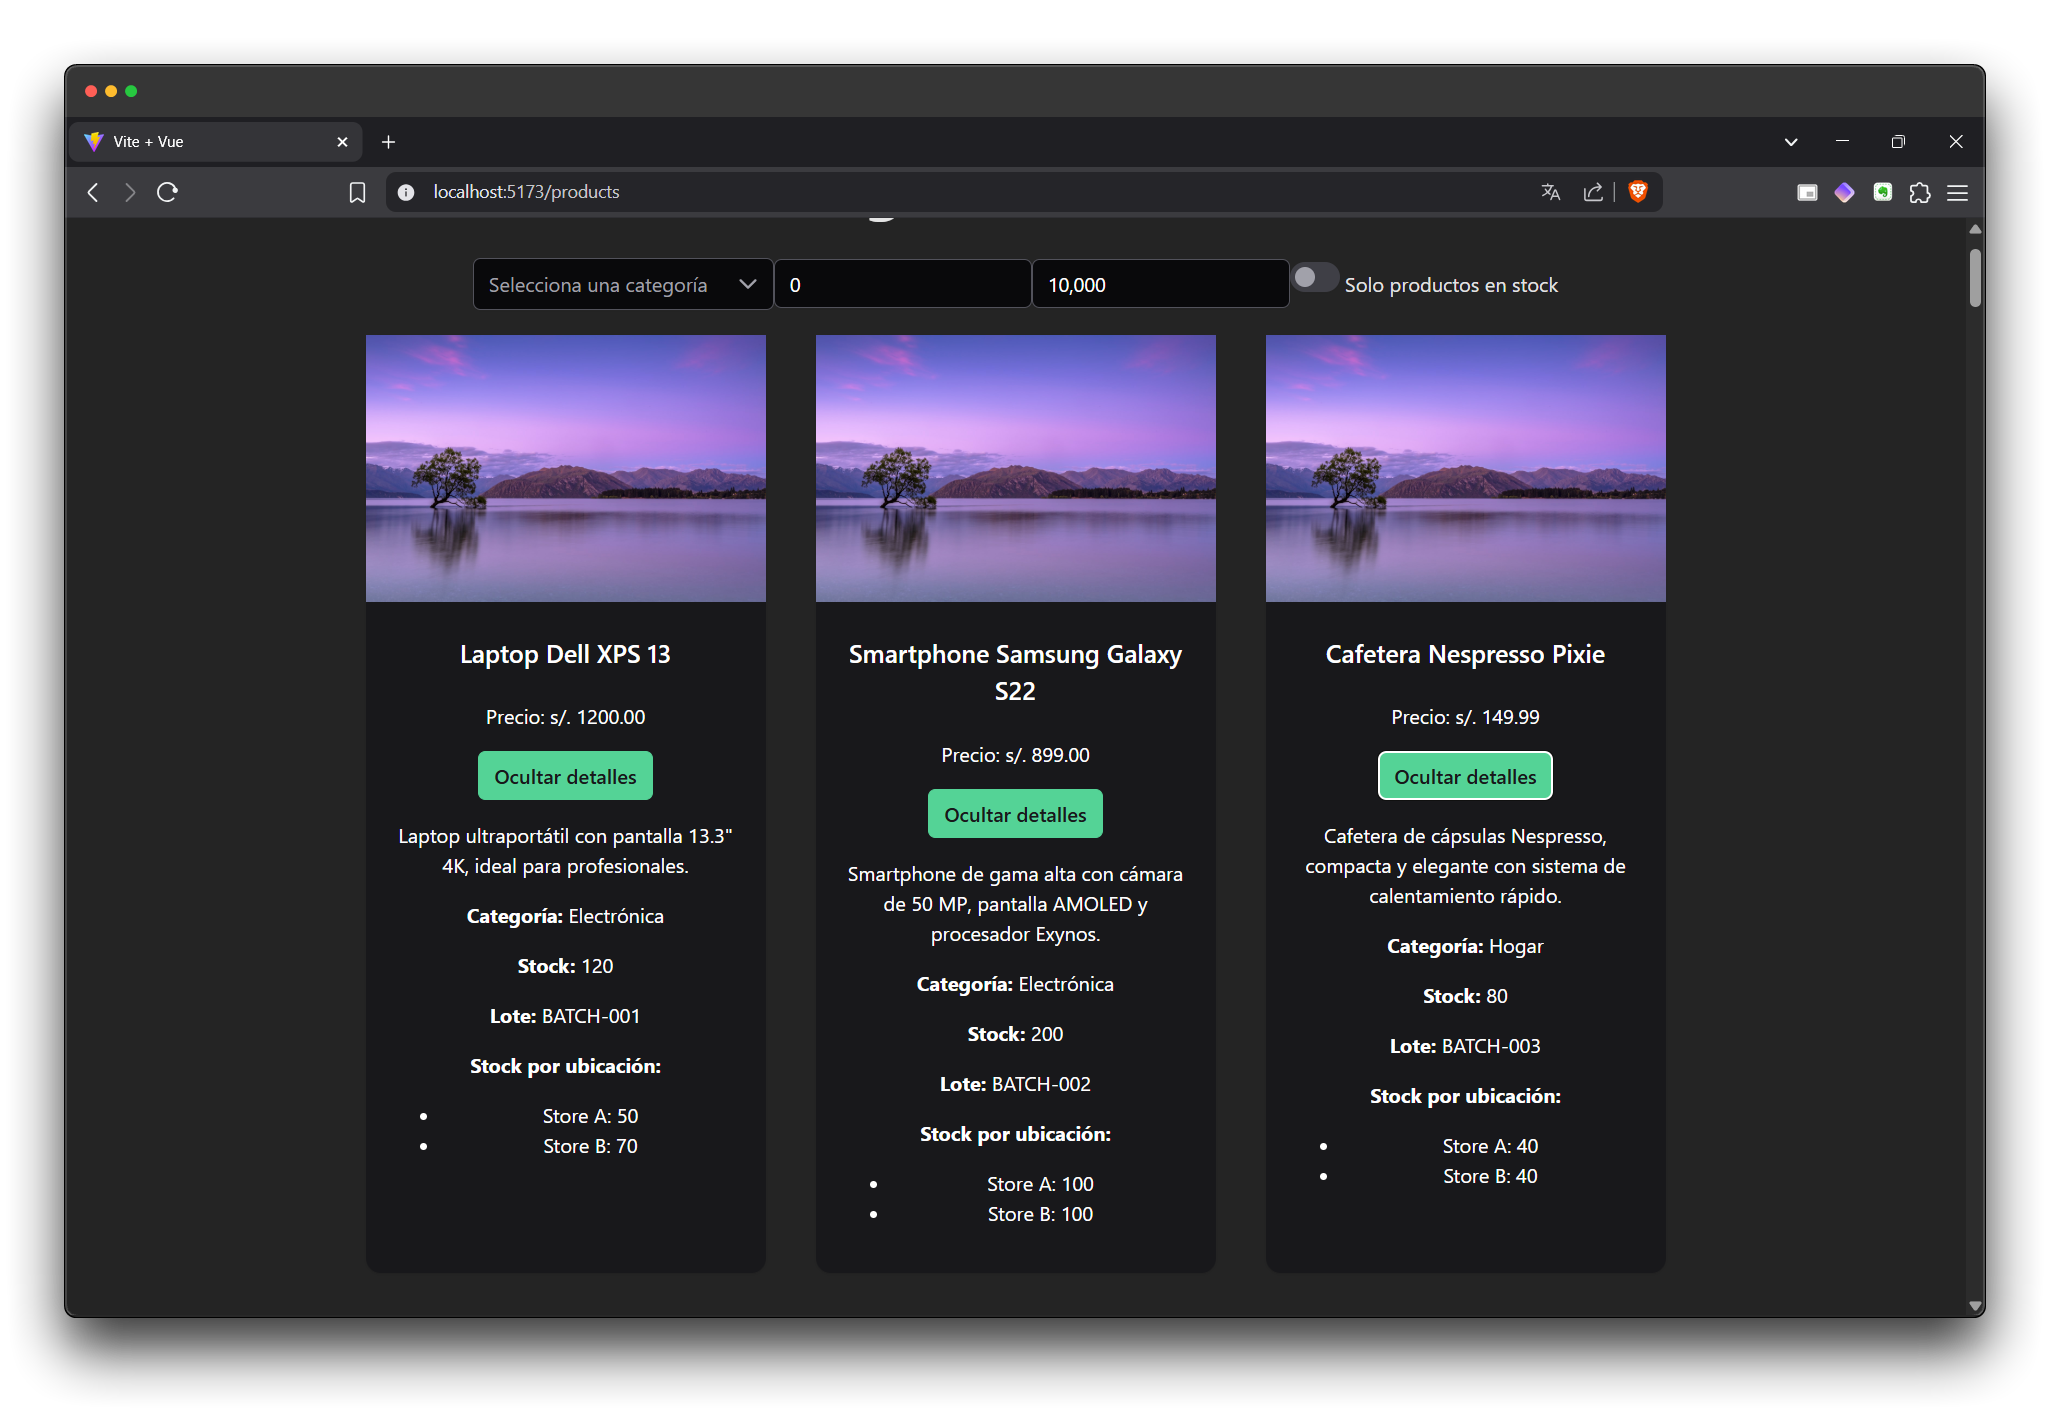 Vite + Vue
localhost:5173/products
Selecciona una categoría
0
10,000
Solo productos en stock
Laptop Dell XPS 13
Precio: s/. 1200.00
Ocultar detalles
Laptop ultraportátil con pantalla 13.3"
4K, ideal para profesionales.
Categoría: Electrónica
Stock: 120
Lote: BATCH-001
Stock por ubicación:
Store A: 50
Store B: 70
Smartphone Samsung Galaxy
S22
Precio: s/. 899.00
Ocultar detalles
Smartphone de gama alta con cámara
de 50 MP, pantalla AMOLED y
procesador Exynos.
Categoría: Electrónica
Stock: 200
Lote: BATCH-002
Stock por ubicación:
Store A: 100
Store B: 100
Cafetera Nespresso Pixie
Precio: s/. 149.99
Ocultar detalles
Cafetera de cápsulas Nespresso,
compacta y elegante con sistema de
calentamiento rápido.
Categoría: Hogar
Stock: 80
Lote: BATCH-003
Stock por ubicación:
Store A: 40
Store B: 40